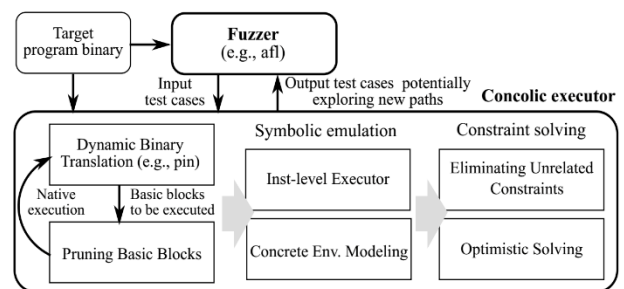 Target
program binary
Fuzzer
(e.g., afl)
Input
test cases
Output test cases potentially
exploring new paths
Concolic executor
Dynamic Binary
Translation (e.g., pin)
Native
execution
Basic blocks
to be executed
Pruning Basic Blocks
Symbolic emulation
Inst-level Executor
Concrete Env. Modeling
Constraint solving
Eliminating Unrelated
Constraints
Optimistic Solving